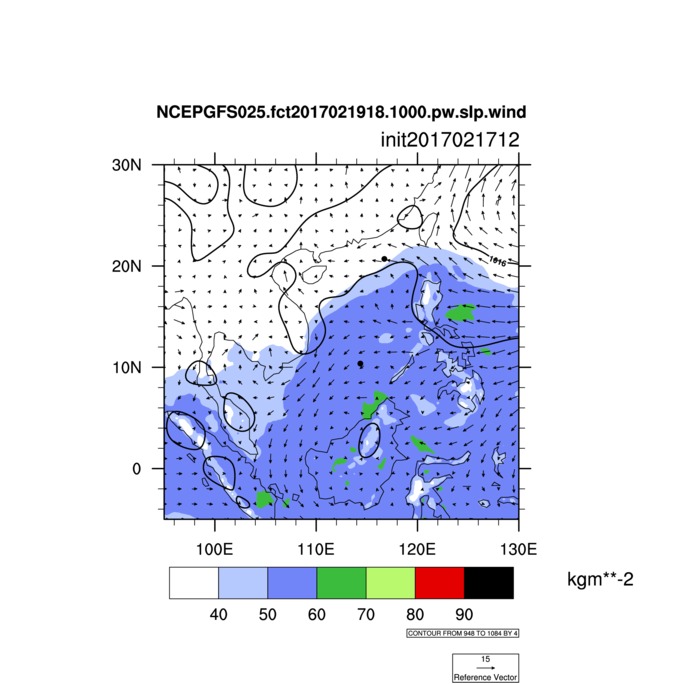 NCEPGFS025.fct2017021918.1000.pw.slp.wind
init2017021712
30N
20N
10N
0
1016
100E
110E
120E
130E
kgm**-2
40
50
60
70
80
90
CONTOUR FROM 948 TO 1084 BY 4
15
Reference Vector